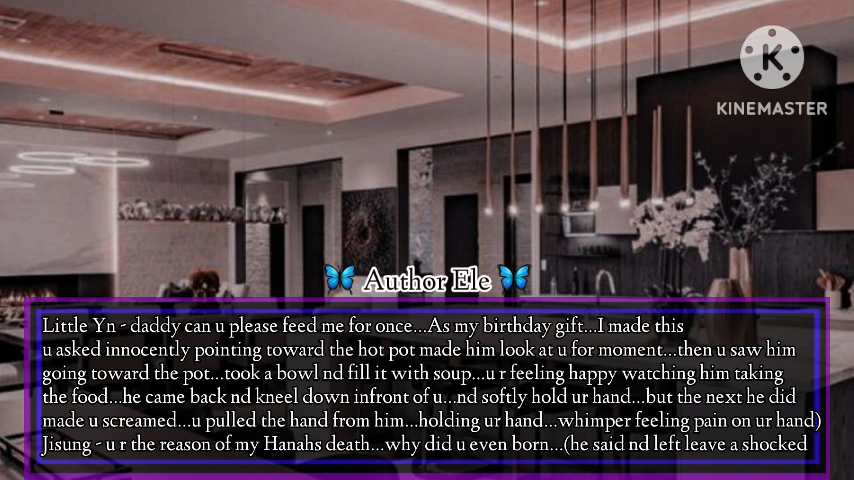 KINEMASTER
🦋 Author Ele 🦋
Little Yn - daddy can u please feed me for once...As my birthday gift...I made this
u asked innocently pointing toward the hot pot made him look at u for moment...then u saw him
going toward the pot...took a bowl nd fill it with soup...u r feeling happy watching him taking
the food...he came back nd kneel down infront of u...nd softly hold ur hand...but the next he did
made u screamed...u pulled the hand from him...holding ur hand...whimper feeling pain on ur hand)
Jisung - u r the reason of my Hanahs death...why did u even born...(he said nd left leave a shocked